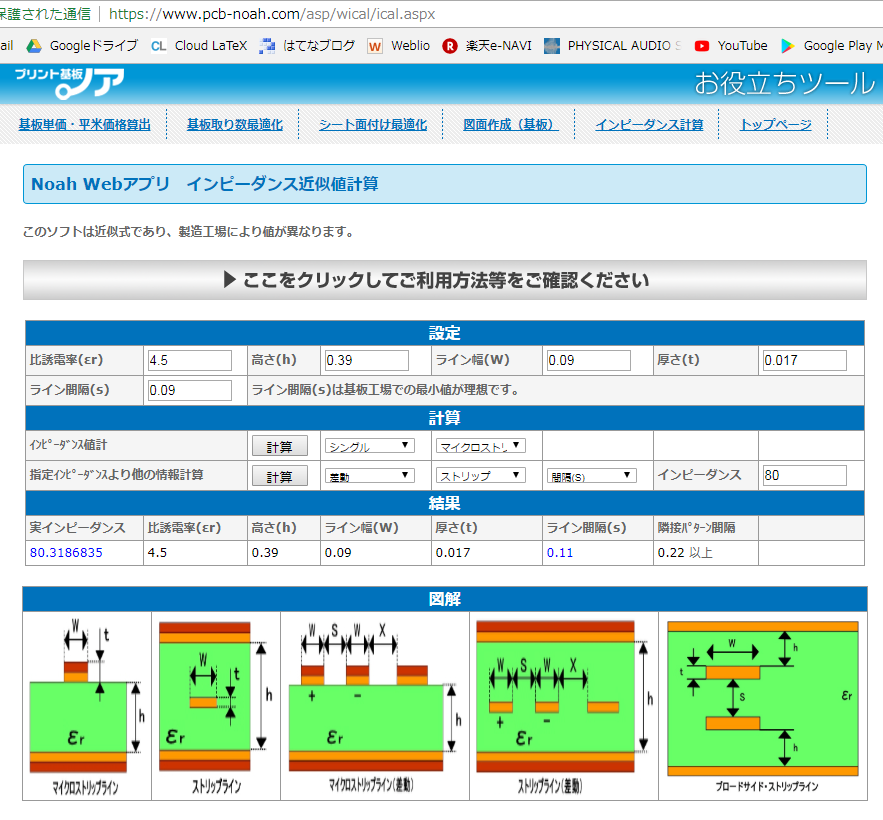 保護された通信 https://www.pcb-noah.com/asp/wical/ical.aspx
ail Googleドライブ CL Cloud LaTeX はてなブログ W Weblio R 楽天e-NAVI PHYSICAL AUDIO YouTube Google Play
プリント基板ノア お役立ちツール
基板単価・平米価格算出 基板取り数最適化 シート面付け最適化 図面作成（基板） インピーダンス計算 トップページ
Noah Webアプリ　インピーダンス近似値計算
このソフトは近似式であり、製造工場により値が異なります。
▶ここをクリックしてご利用方法等をご確認ください
設定
比誘電率(εr) 4.5 高さ(h) 0.39 ライン幅(W) 0.09 厚さ(t) 0.017
ライン間隔(s) 0.09 ライン間隔(s)は基板工場での最小値が理想です。
計算
ｲﾝﾋﾟｰﾀﾞﾝｽ値計 計算 シングル マイクロストリ
指定ｲﾝﾋﾟｰﾀﾞﾝｽより他の情報計算 計算 差動 ストリップ 間隔(S) インピーダンス 80
結果
実インピーダンス 比誘電率(εr) 高さ(h) ライン幅(W) 厚さ(t) ライン間隔(s) 隣接ﾊﾟﾀｰﾝ間隔
80.3186835 4.5 0.39 0.09 0.017 0.11 0.22 以上
図解
W t h εr
W t h εr
W S W X + − h εr
W S W X + − h εr
W h t S εr h
マイクロストリップライン ストリップライン マイクロストリップライン(差動) ストリップライン(差動) ブロードサイド・ストリップライン